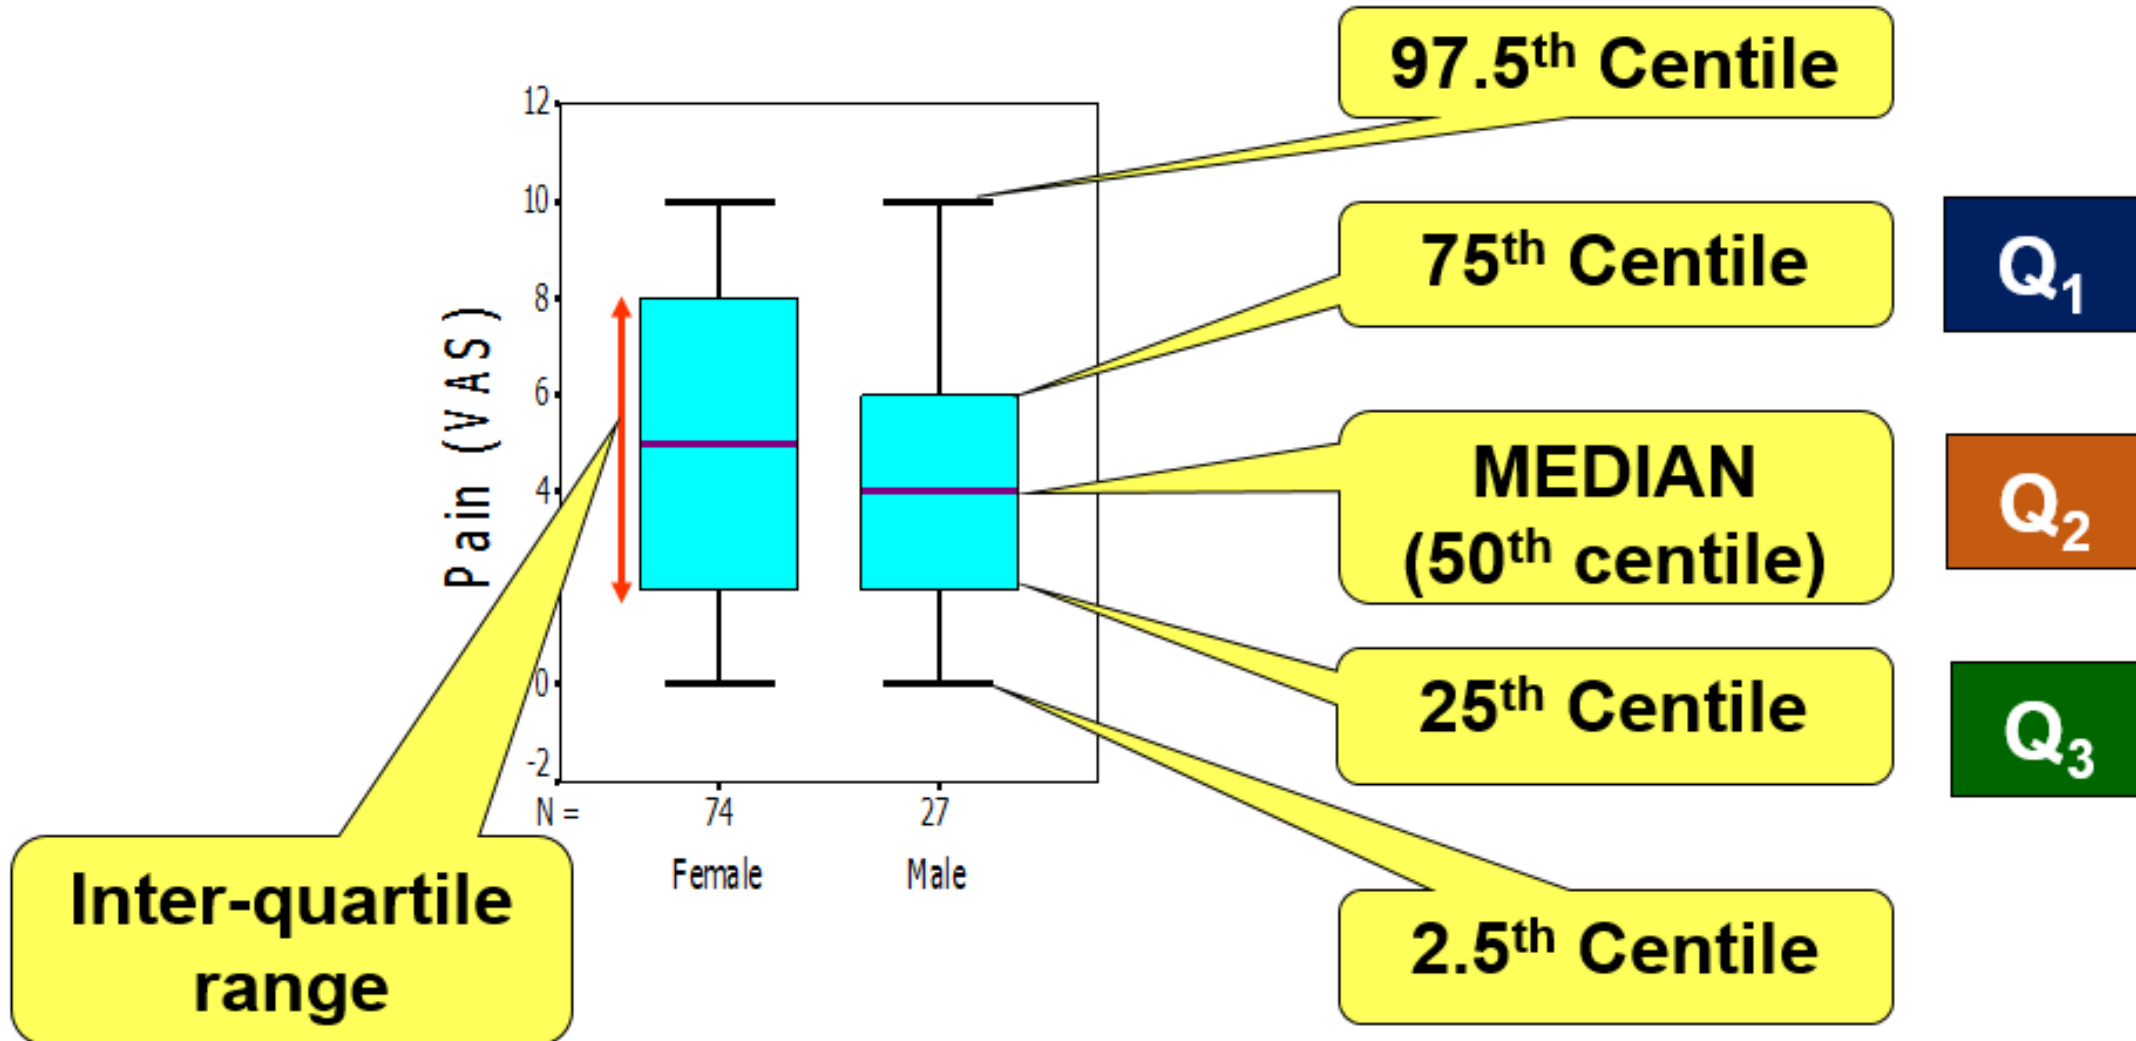 97.5th Centile
12
10
8
6
4
0
-2
Pain (VAS)
75th Centile
Q1
MEDIAN
(50th centile)
Q2
25th Centile
Q3
N = 74 27
Female Male
Inter-quartile
range
2.5th Centile